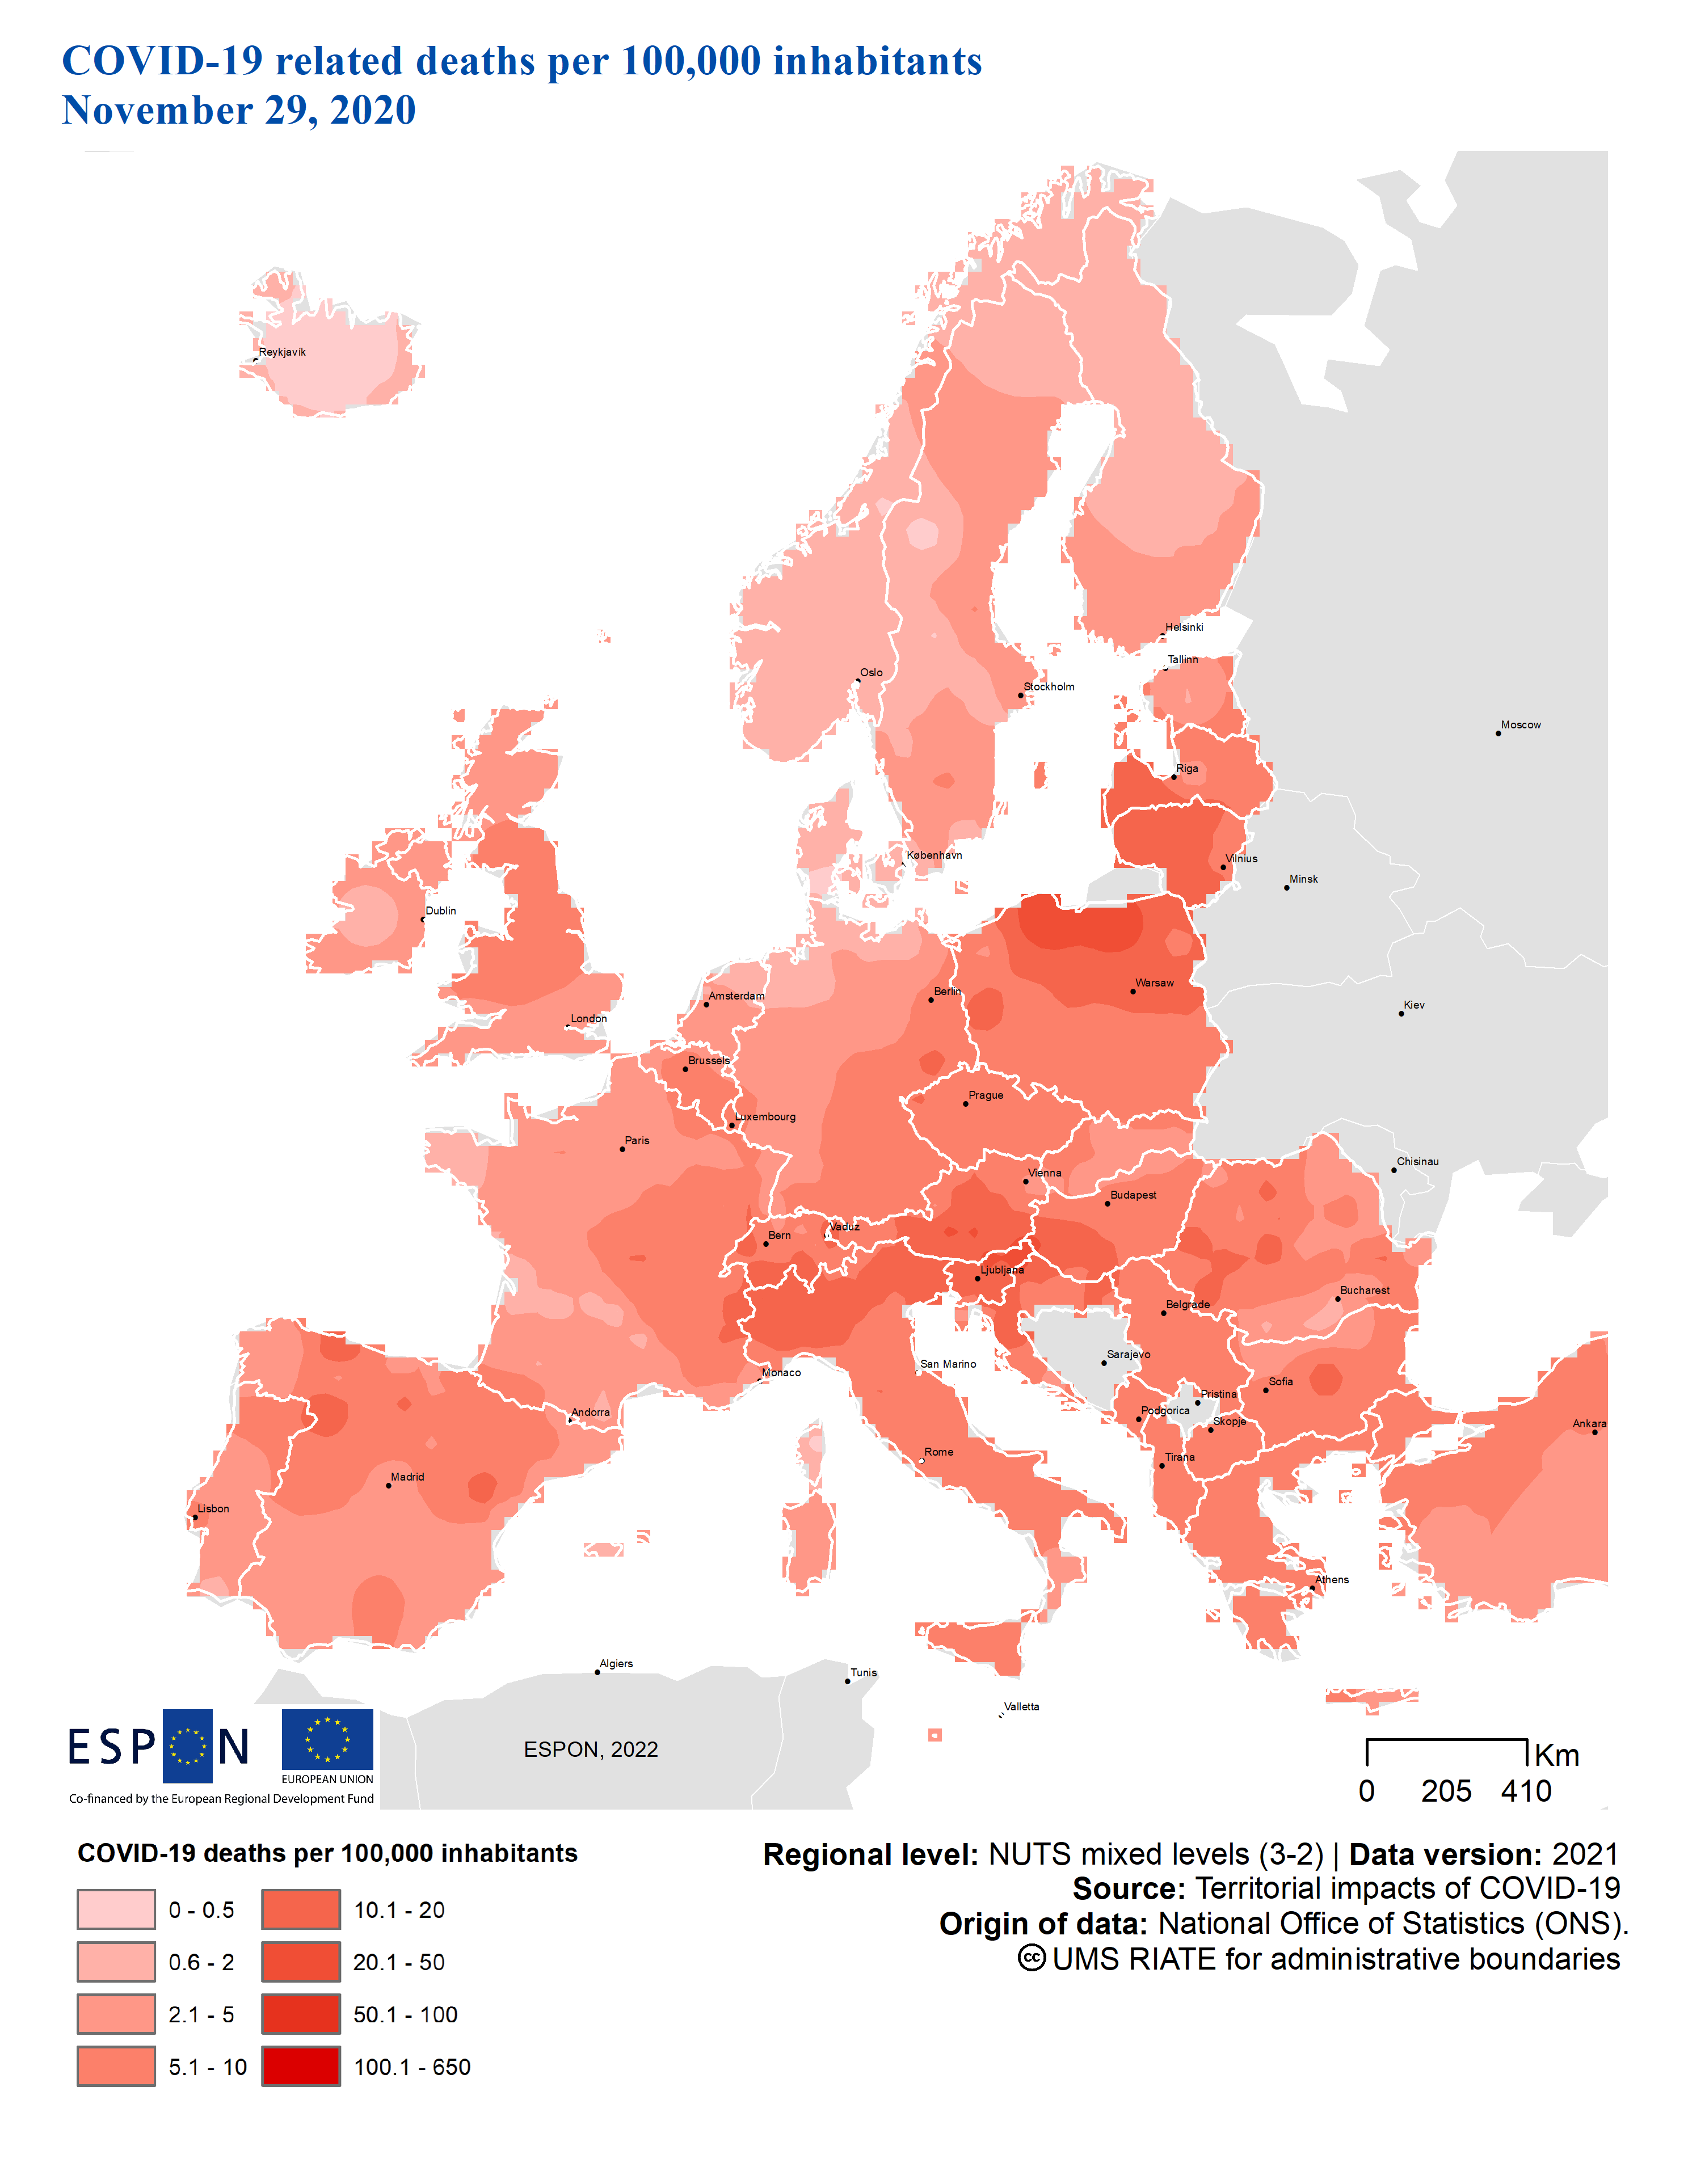 COVID-19 related deaths per 100,000 inhabitants
November 29, 2020
Reykjavík
Helsinki
Tallinn
Oslo
Stockholm
Moscow
Riga
København
Vilnius
Minsk
Dublin
Amsterdam
Berlin
Warsaw
Kiev
London
Brussels
Prague
Luxembourg
Paris
Chisinau
Vienna
Budapest
Vaduz
Bern
Ljubljana
Bucharest
Belgrade
Sarajevo
San Marino
Monaco
Sofia
Pristina
Andorra
Podgorica
Skopje
Ankara
Rome
Tirana
Madrid
Lisbon
Athens
Algiers
Tunis
Valletta
ESPON
EUROPEAN UNION
Co-financed by the European Regional Development Fund
ESPON, 2022
Km
0 205 410
COVID-19 deaths per 100,000 inhabitants
0 - 0.5
0.6 - 2
2.1 - 5
5.1 - 10
10.1 - 20
20.1 - 50
50.1 - 100
100.1 - 650
Regional level: NUTS mixed levels (3-2) | Data version: 2021
Source: Territorial impacts of COVID-19
Origin of data: National Office of Statistics (ONS).
cc UMS RIATE for administrative boundaries